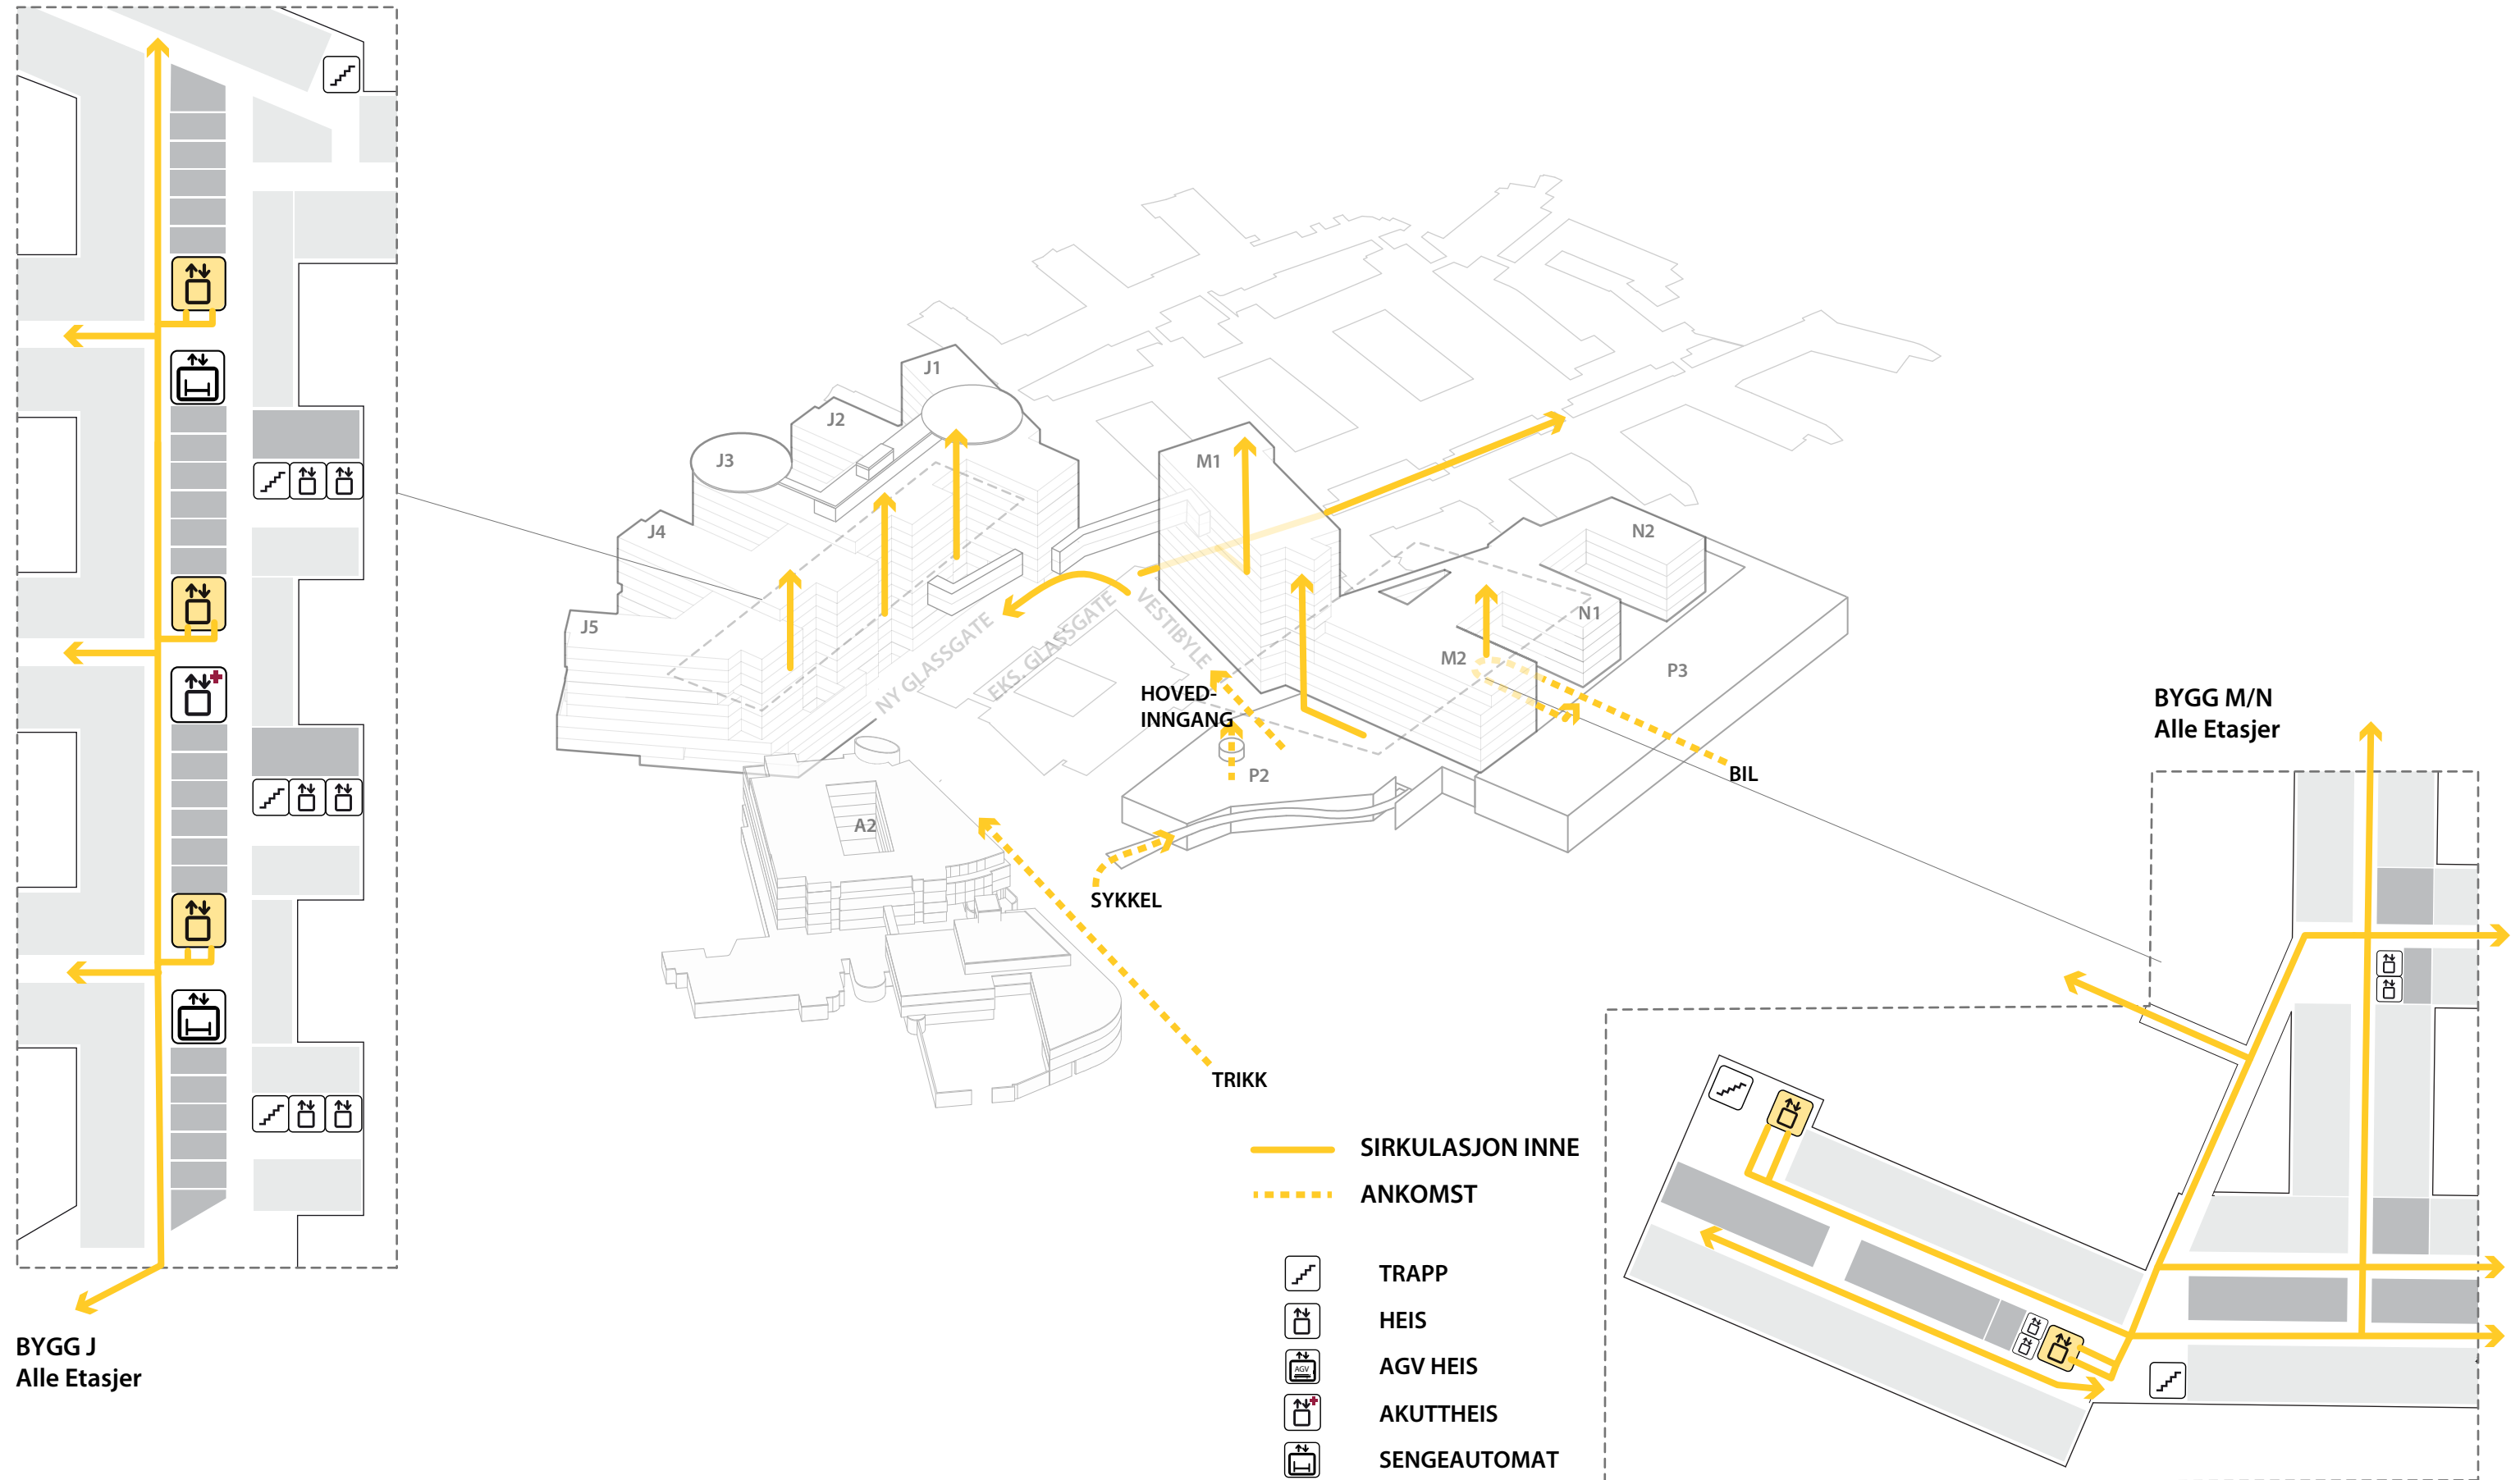 J1
J2
J3
J4
J5
M1
N2
N1
M2
P3
NY GLASSGATE
EKS. GLASSGATE
VESTIBYLE
HOVED-
INNGANG
P2
BIL
A2
SYKKEL
TRIKK
BYGG M/N
Alle Etasjer
BYGG J
Alle Etasjer
SIRKULASJON INNE
ANKOMST
TRAPP
HEIS
AGV
AGV HEIS
AKUTTHEIS
SENGEAUTOMAT